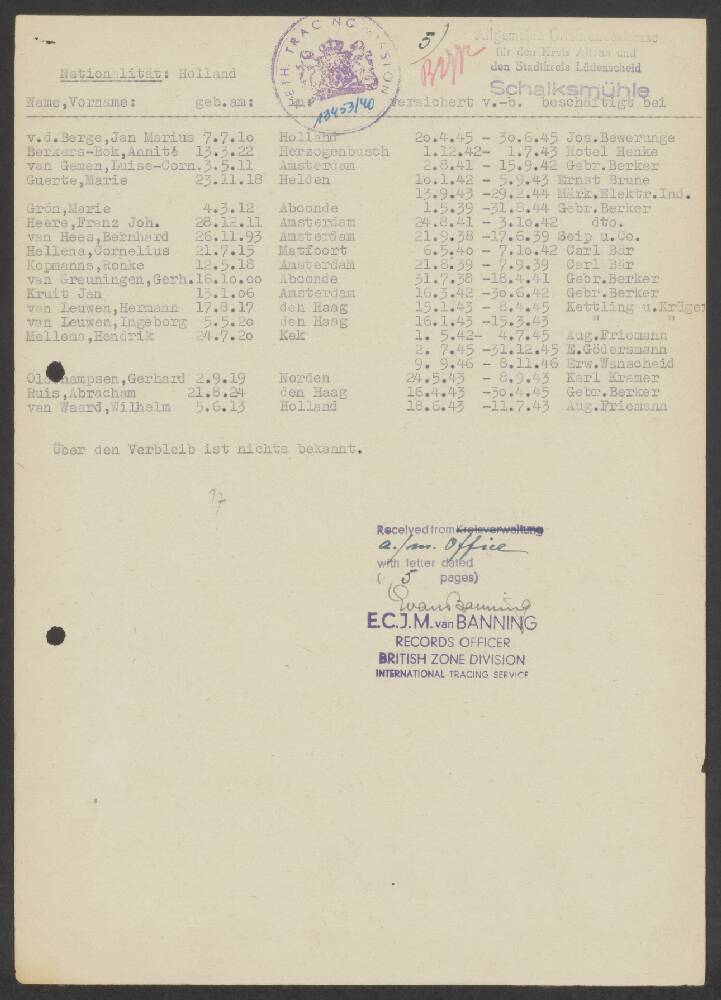 NETH. TRACING MISSION
13453/40
5)
Allgemeine Ortskrankenkasse
für den Kreis Altena und
den Stadtkreis Lüdenscheid
Schalksmühle
Nationalität: Holland
Name,Vorname: geb.am: in versichert v.-b. beschäftigt bei
v.d.Berge,Jan Marius 7.7.10 Holland 20.4.45 - 30.6.45 Jos.Bewerunge
Berkers-Bok,Annité 13.3.22 Herzogenbusch 1.12.42- 1.7.43 Hotel Henke
van Gemen,Luise-Corn.3.5.11 Amsterdam 2.8.41 - 15.9.42 Gebr.Berker
Guerte,Marie 23.11.18 Helden 10.1.42 - 5.9.43 Ernst Brune
13.9.43 -29.2.44 Märk.Elektr.Ind.
Grön,Marie 4.3.12 Abconde 1.5.39 -31.8.44 Gebr.Berker
Heere,Franz Joh. 28.12.11 Amsterdam 24.8.41 - 3.10.42 dto.
van Hees,Bernhard 26.11.93 Amsterdam 21.9.38 -17.6.39 Seip u.Co.
Hellens,Cornelius 21.7.15 Matfoort 6.5.40 - 7.10.42 Carl Bär
Kopmanns,Ronke 12.5.18 Amsterdam 21.8.39 - 7.9.39 Carl Bär
van Greuningen,Gerh.16.10.00 Abconde 31.7.38 -18.4.41 Gebr.Berker
Kruit Jan 13.1.06 Amsterdam 16.3.42 -30.6.42 Gebr.Berker
van Leuwen,Hermann 17.8.17 den Haag 15.1.43 - 8.4.45 Kettling u.Krüger
van Leuwen,Ingeborg 5.5.20 den Haag 16.1.43 -15.3.43 " "
Mellema,Hendrik 24.7.20 Kek 1. 5.42- 4.7.45 Aug.Friemann
2. 7.45 -31.12.45 E.Gödersmann
9. 9.46 - 8.11.46 Erw.Wanscheid
Hampsen,Gerhard 2.9.19 Norden 24.5.43 - 8.9.43 Karl Kramer
Ruis,Abracham 21.8.24 den Haag 16.4.43 -30.4.45 Gebr.Berker
van Waard,Wilhelm 5.6.13 Holland 18.6.43 -11.7.43 Aug.Friemann
Über den Verbleib ist nichts bekannt.
17
Received from Kreisverwaltung
a./m. Office
with letter dated
( 5 pages)
EvanBanning
E.C.J.M. van BANNING
RECORDS OFFICER
BRITISH ZONE DIVISION
INTERNATIONAL TRACING SERVICE